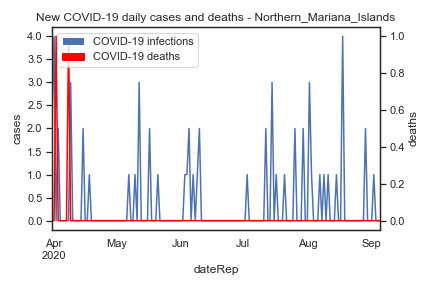 New COVID-19 daily cases and deaths - Northern_Mariana_Islands
COVID-19 infections
COVID-19 deaths
4.0
3.5
3.0
2.5
2.0
1.5
1.0
0.5
0.0
cases
1.0
0.8
0.6
0.4
0.2
0.0
deaths
Apr May Jun Jul Aug Sep
2020
dateRep